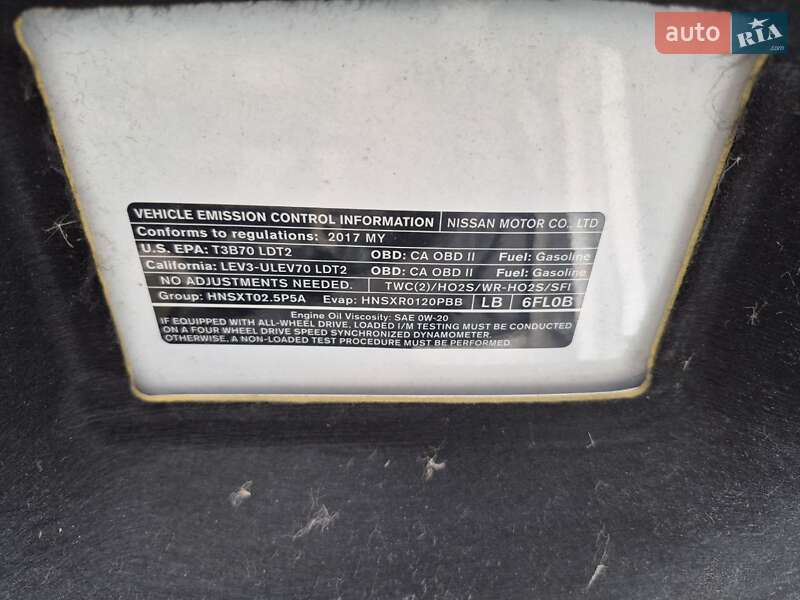 auto RIA .com
VEHICLE EMISSION CONTROL INFORMATION NISSAN MOTOR CO., LTD
Conforms to regulations: 2017 MY
U.S. EPA: T3B70 LDT2 OBD: CA OBD II Fuel: Gasoline
California: LEV3-ULEV70 LDT2 OBD: CA OBD II Fuel: Gasoline
NO ADJUSTMENTS NEEDED. TWC(2)/HO2S/WR-HO2S/SFI
Group: HNSXT02.5P5A Evap: HNSXR0120PBB LB 6FL0B
Engine Oil Viscosity: SAE 0W-20
IF EQUIPPED WITH ALL-WHEEL DRIVE, LOADED I/M TESTING MUST BE CONDUCTED
ON A FOUR WHEEL DRIVE SPEED SYNCHRONIZED DYNAMOMETER.
OTHERWISE, A NON-LOADED TEST PROCEDURE MUST BE PERFORMED.